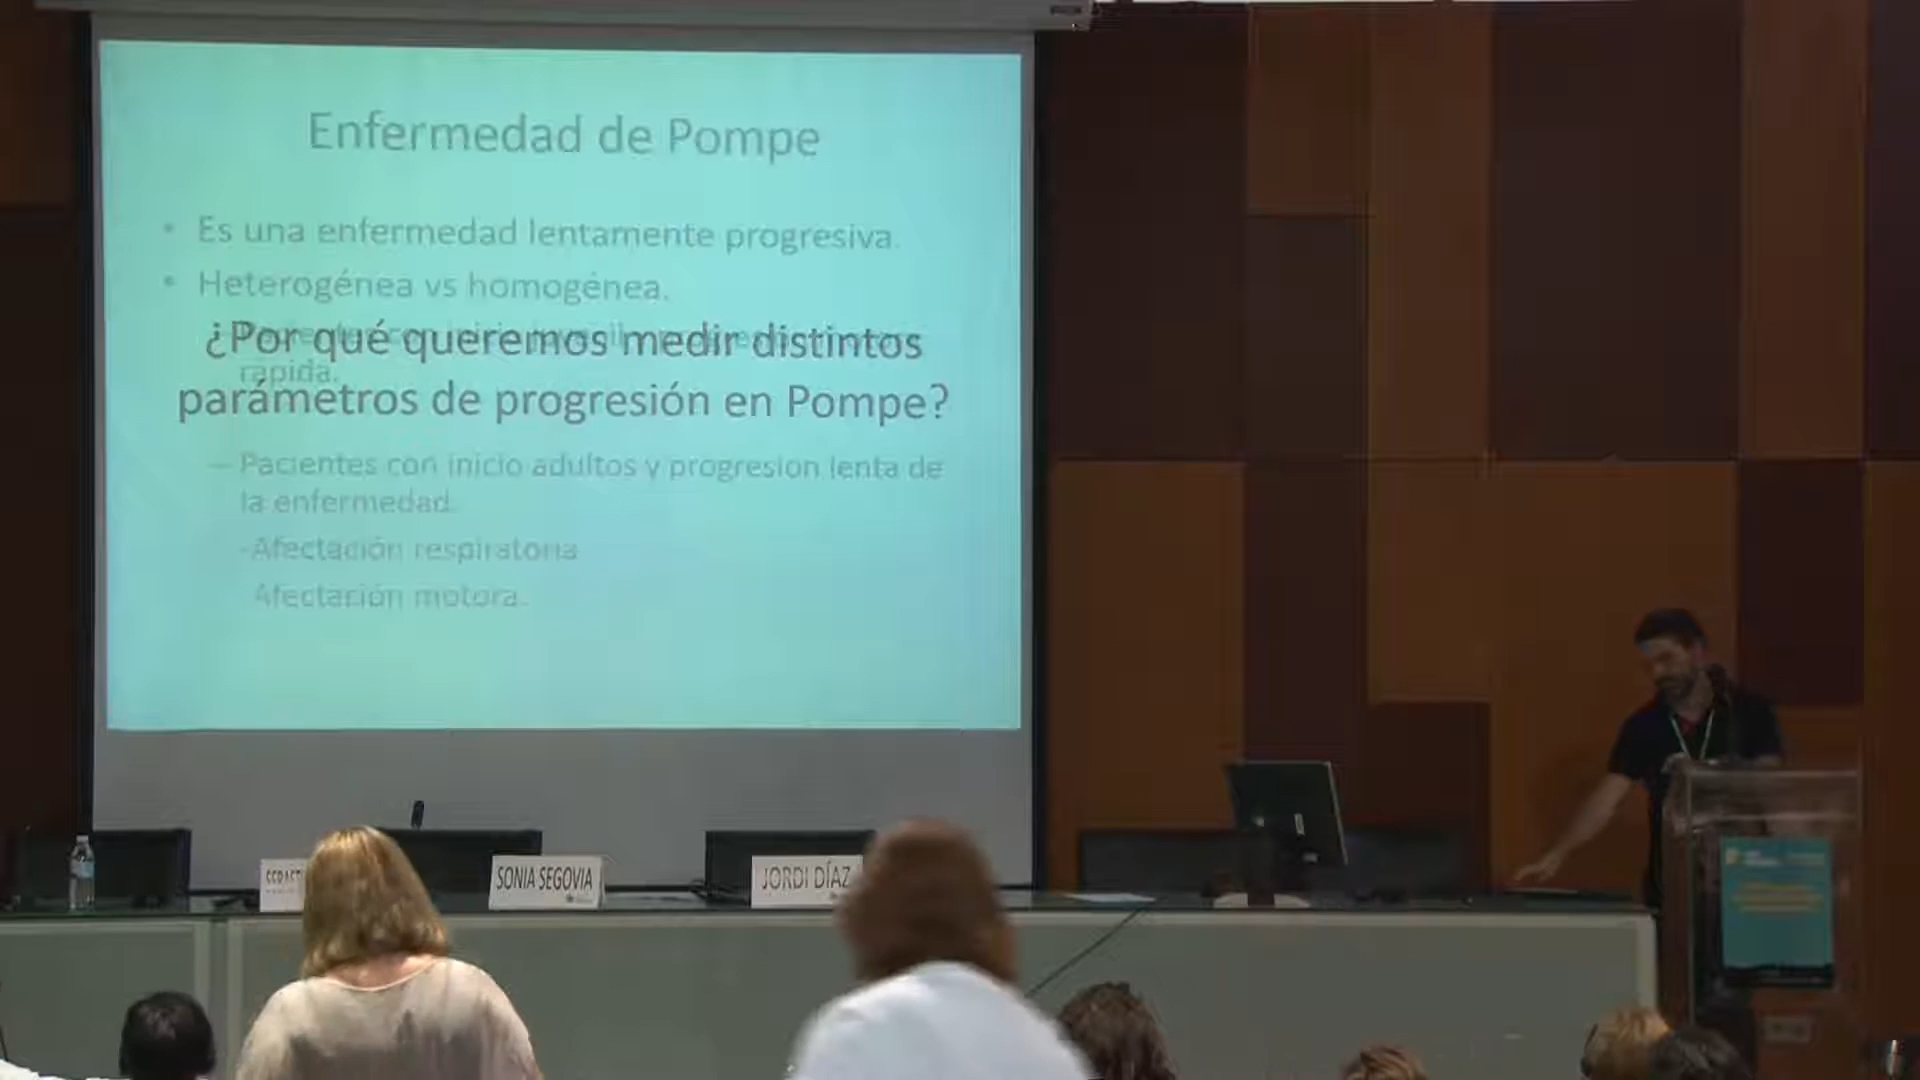 Enfermedad de Pompe
• Es una enfermedad lentamente progresiva.
• Heterogénea vs homogénea.
¿Por qué queremos medir distintos
rapida.
parámetros de progresión en Pompe?
– Pacientes con inicio adultos y progresion lenta de
la enfermedad.
-Afectación respiratoria
Afectación motora.
SONIA SEGOVIA
JORDI DÍAZ